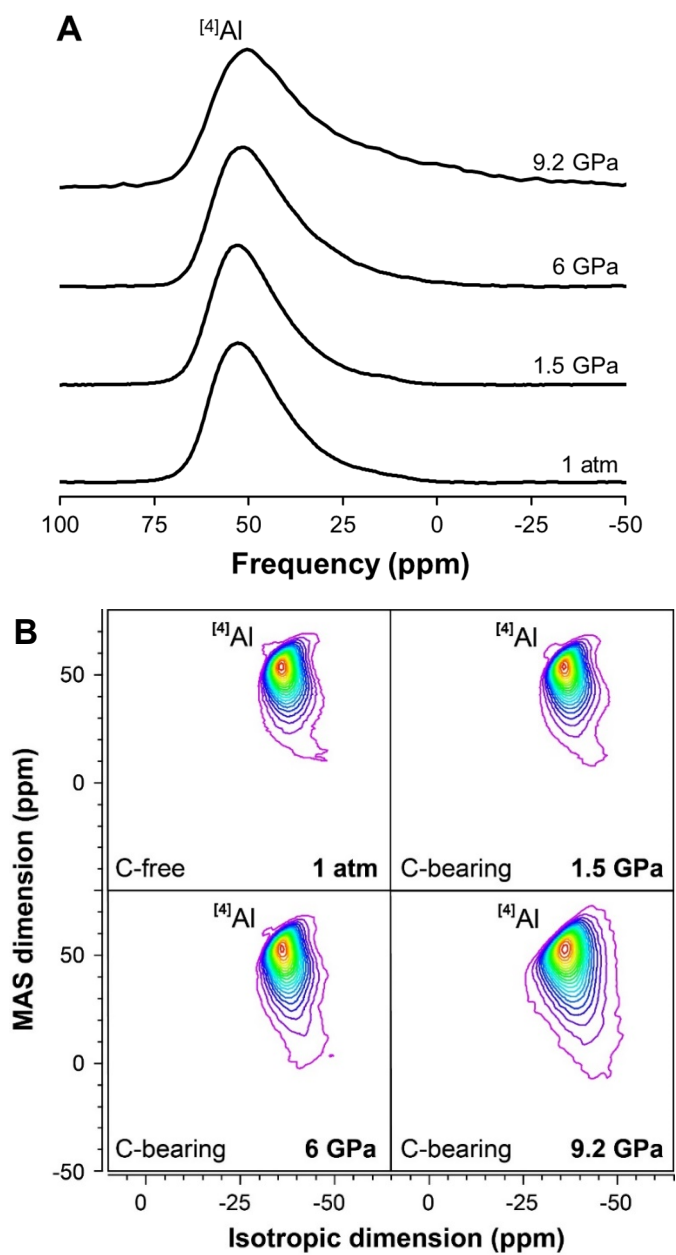 A
[4]Al
9.2 GPa
6 GPa
1.5 GPa
1 atm
100 75 50 25 0 -25 -50
Frequency (ppm)
B
[4]Al [4]Al
50
0
C-free 1 atm C-bearing 1.5 GPa
[4]Al [4]Al
50
0
C-bearing 6 GPa C-bearing 9.2 GPa
-50
MAS dimension (ppm)
0 -25 -50 0 -25 -50
Isotropic dimension (ppm)